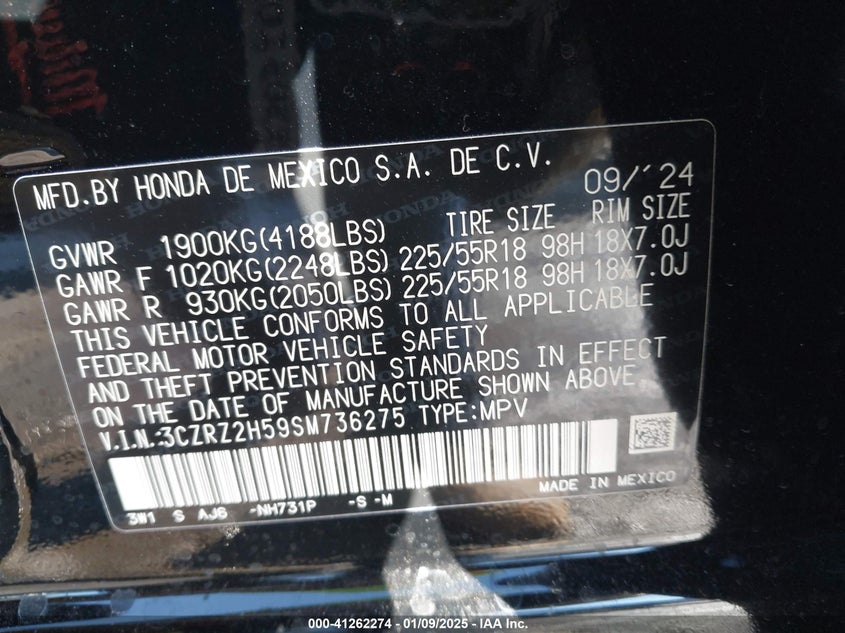 MFD.BY HONDA DE MEXICO S.A. DE C.V. 09/'24
TIRE SIZE RIM SIZE
GVWR 1900KG(4188LBS)
GAWR F 1020KG(2248LBS) 225/55R18 98H 18X7.0J
GAWR R 930KG(2050LBS) 225/55R18 98H 18X7.0J
THIS VEHICLE CONFORMS TO ALL APPLICABLE
FEDERAL MOTOR VEHICLE SAFETY
AND THEFT PREVENTION STANDARDS IN EFFECT
ON THE DATE OF MANUFACTURE SHOWN ABOVE.
V.I.N.:3CZRZ2H59SM736275 TYPE:MPV
MADE IN MEXICO
3W1 S AJ6 -NH731P -S -M
000-41262274 - 01/09/2025 - IAA Inc.